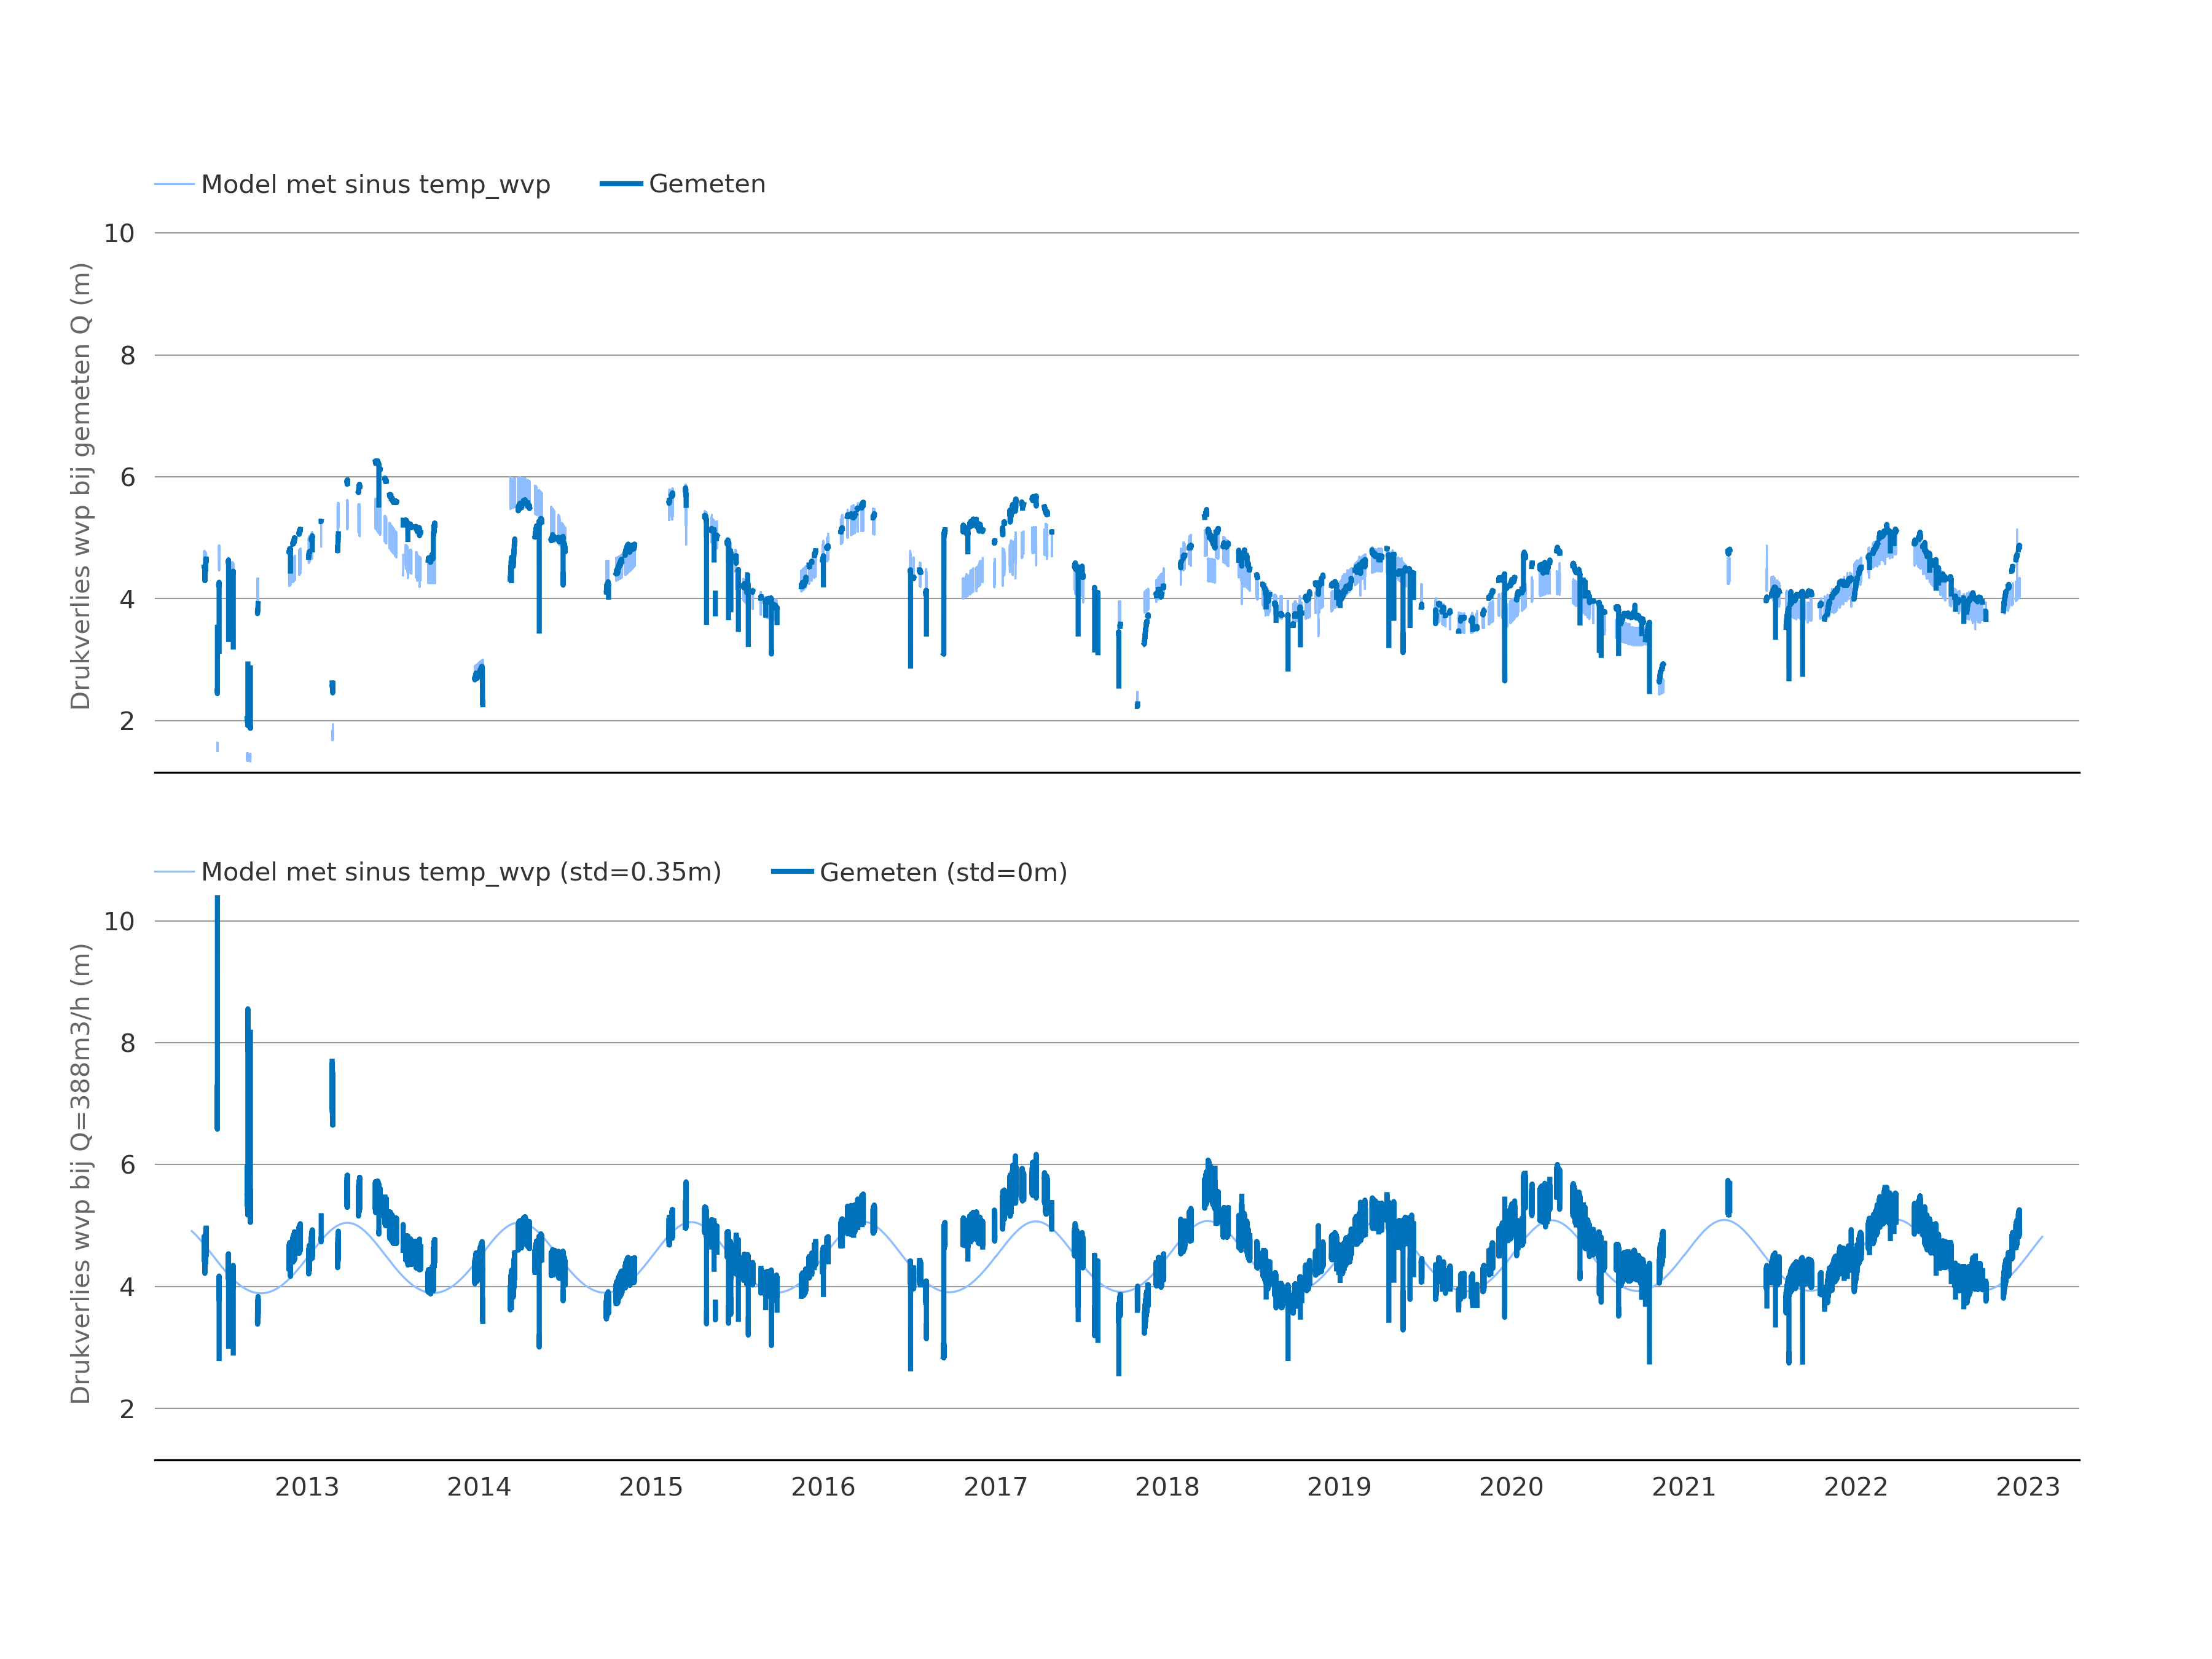 Model met sinus temp_wvp Gemeten
Drukverlies wvp bij gemeten Q (m)
10
8
6
4
2
Model met sinus temp_wvp (std=0.35m) Gemeten (std=0m)
Drukverlies wvp bij Q=388m3/h (m)
10
8
6
4
2
2013 2014 2015 2016 2017 2018 2019 2020 2021 2022 2023